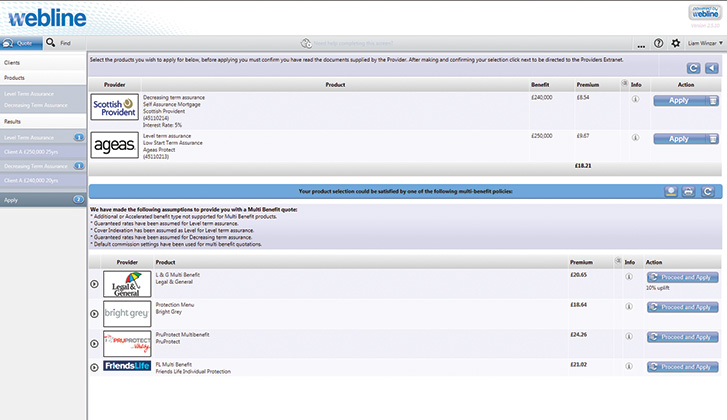 webline
webline
Quote
Find
...
Liam Winzar
Clients
Products
Level Term Assurance
Decreasing Term Assurance
Results
Level Term Assurance 1
Client A £250,000 25yrs
Decreasing Term Assurance 1
Client A £240,000 20yrs
Apply 2
Select the products you wish to apply for below, before applying you must confirm you have read the documents supplied by the Provider. After making and confirming your selection click next to be directed to the Providers Extranet.
Provider Product Benefit Premium Info Action
SCOTTISH PROVIDENT
Decreasing term assurance
Self Assurance Mortgage
Scottish Provident
(45110214)
Interest Rate: 5%
£240,000 £8.54 Apply
ageas.
Level term assurance
Low Start Term Assurance
Ageas Protect
(45110213)
£250,000 £9.67 Apply
£18.21
Your product selection could be satisfied by one of the following multi-benefit policies:
We have made the following assumptions to provide you with a Multi Benefit quote:
* Additional or Accelerated benefit type not supported for Multi Benefit products.
* Guaranteed rates have been assumed for Level term assurance.
* Cover Indexation has been assumed as Level for Level term assurance.
* Guaranteed rates have been assumed for Decreasing term assurance.
* Default commission settings have been used for multi benefit quotations.
Provider Product Premium Info Action
Legal & General
L & G Multi Benefit
Legal & General
£20.65 Proceed and Apply
10% uplift
bright grey
Protection Menu
Bright Grey
£18.64 Proceed and Apply
PRUPROTECT
PruProtect Multibenefit
PruProtect
£24.26 Proceed and Apply
FriendsLife
FL Multi Benefit
Friends Life Individual Protection
£21.02 Proceed and Apply